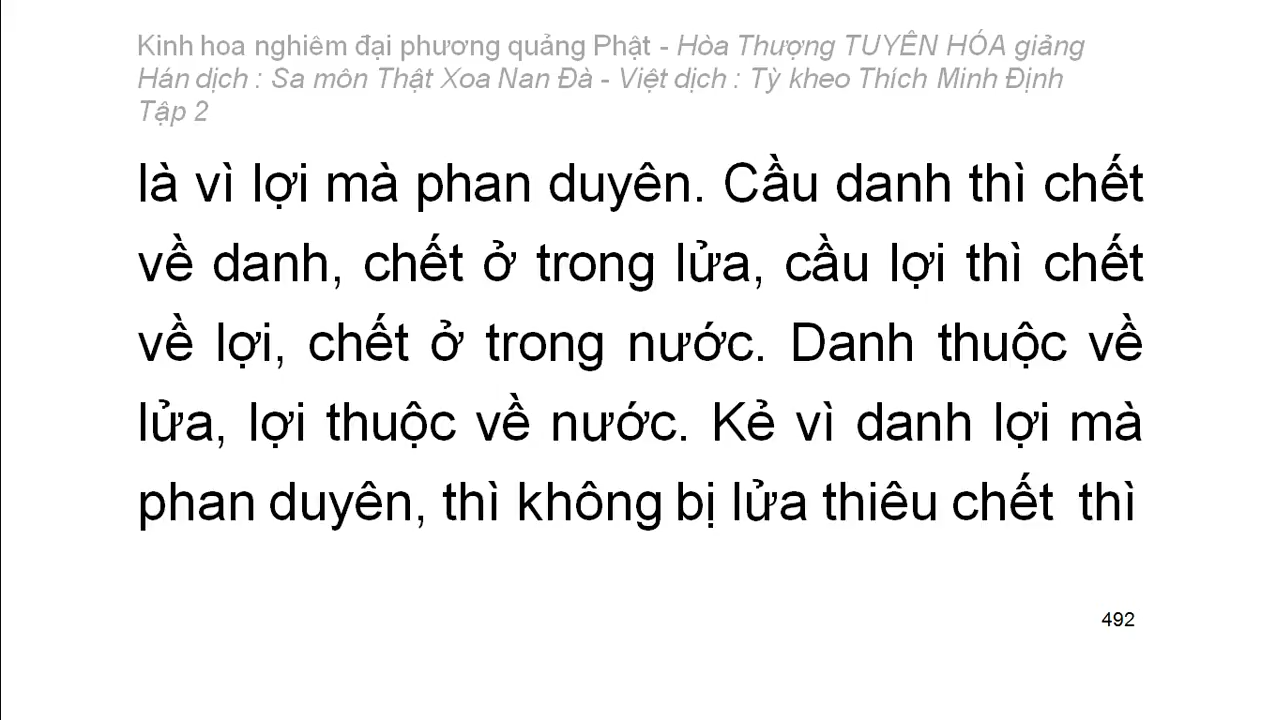 Kinh hoa nghiêm đại phương quảng Phật - Hòa Thượng TUYÊN HÓA giảng
Hán dịch : Sa môn Thật Xoa Nan Đà - Việt dịch : Tỳ kheo Thích Minh Định
Tập 2
là vì lợi mà phan duyên. Cầu danh thì chết
về danh, chết ở trong lửa, cầu lợi thì chết
về lợi, chết ở trong nước. Danh thuộc về
lửa, lợi thuộc về nước. Kẻ vì danh lợi mà
phan duyên, thì không bị lửa thiêu chết thì
492